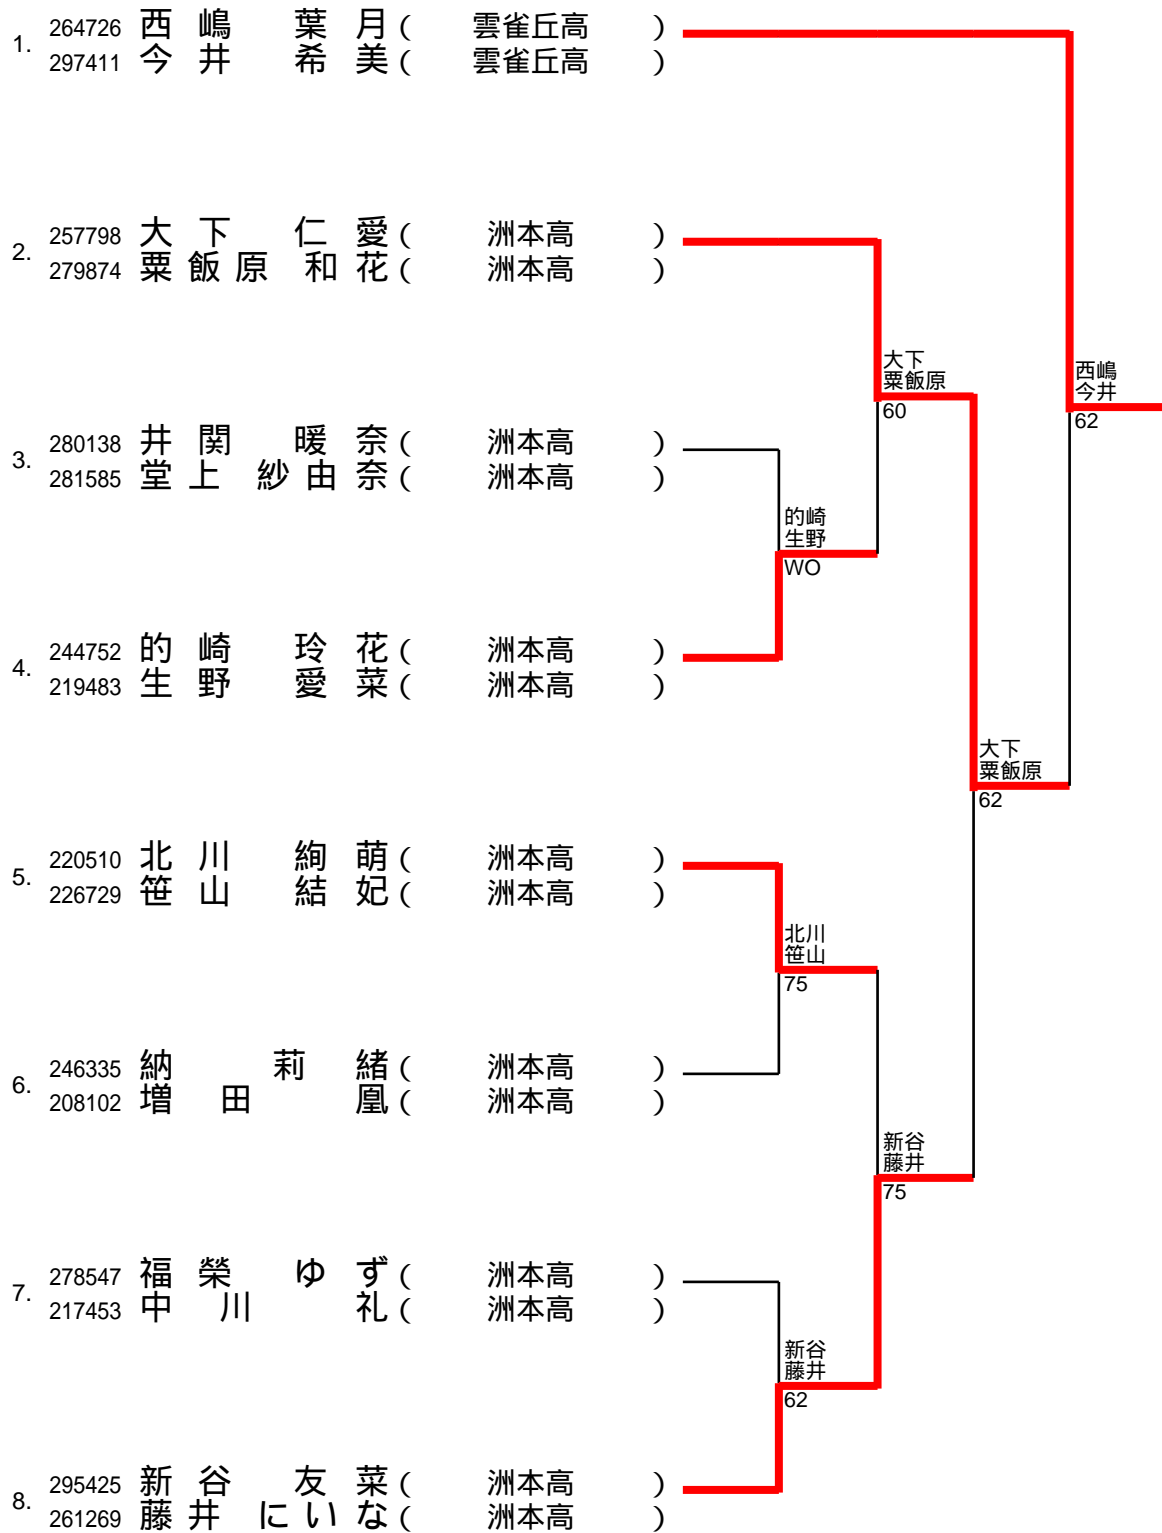 1. 264726 西嶋 葉月 ( 雲雀丘高 )
297411 今井 希美 ( 雲雀丘高 )
2. 257798 大下 仁愛 ( 洲本高 )
279874 粟飯原 和花 ( 洲本高 )
大下
粟飯原
60
西嶋
今井
62
3. 280138 井関 暖奈 ( 洲本高 )
281585 堂上 紗由奈 ( 洲本高 )
的崎
生野
WO
4. 244752 的崎 玲花 ( 洲本高 )
219483 生野 愛菜 ( 洲本高 )
大下
粟飯原
62
5. 220510 北川 絢萌 ( 洲本高 )
226729 笹山 結妃 ( 洲本高 )
北川
笹山
75
6. 246335 納 莉緒 ( 洲本高 )
208102 増田 凰 ( 洲本高 )
新谷
藤井
75
7. 278547 福榮 ゆず ( 洲本高 )
217453 中川 礼 ( 洲本高 )
新谷
藤井
62
8. 295425 新谷 友菜 ( 洲本高 )
261269 藤井 にいな ( 洲本高 )